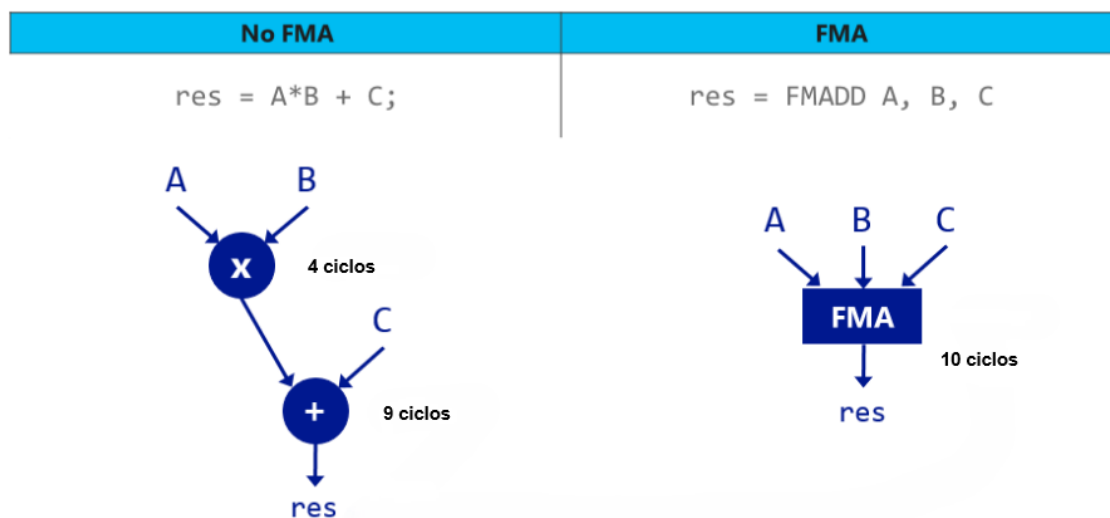 No FMA
FMA
res = A*B + C;
res = FMADD A, B, C
A
B
x
4 ciclos
C
+
9 ciclos
res
A
B
C
FMA
10 ciclos
res